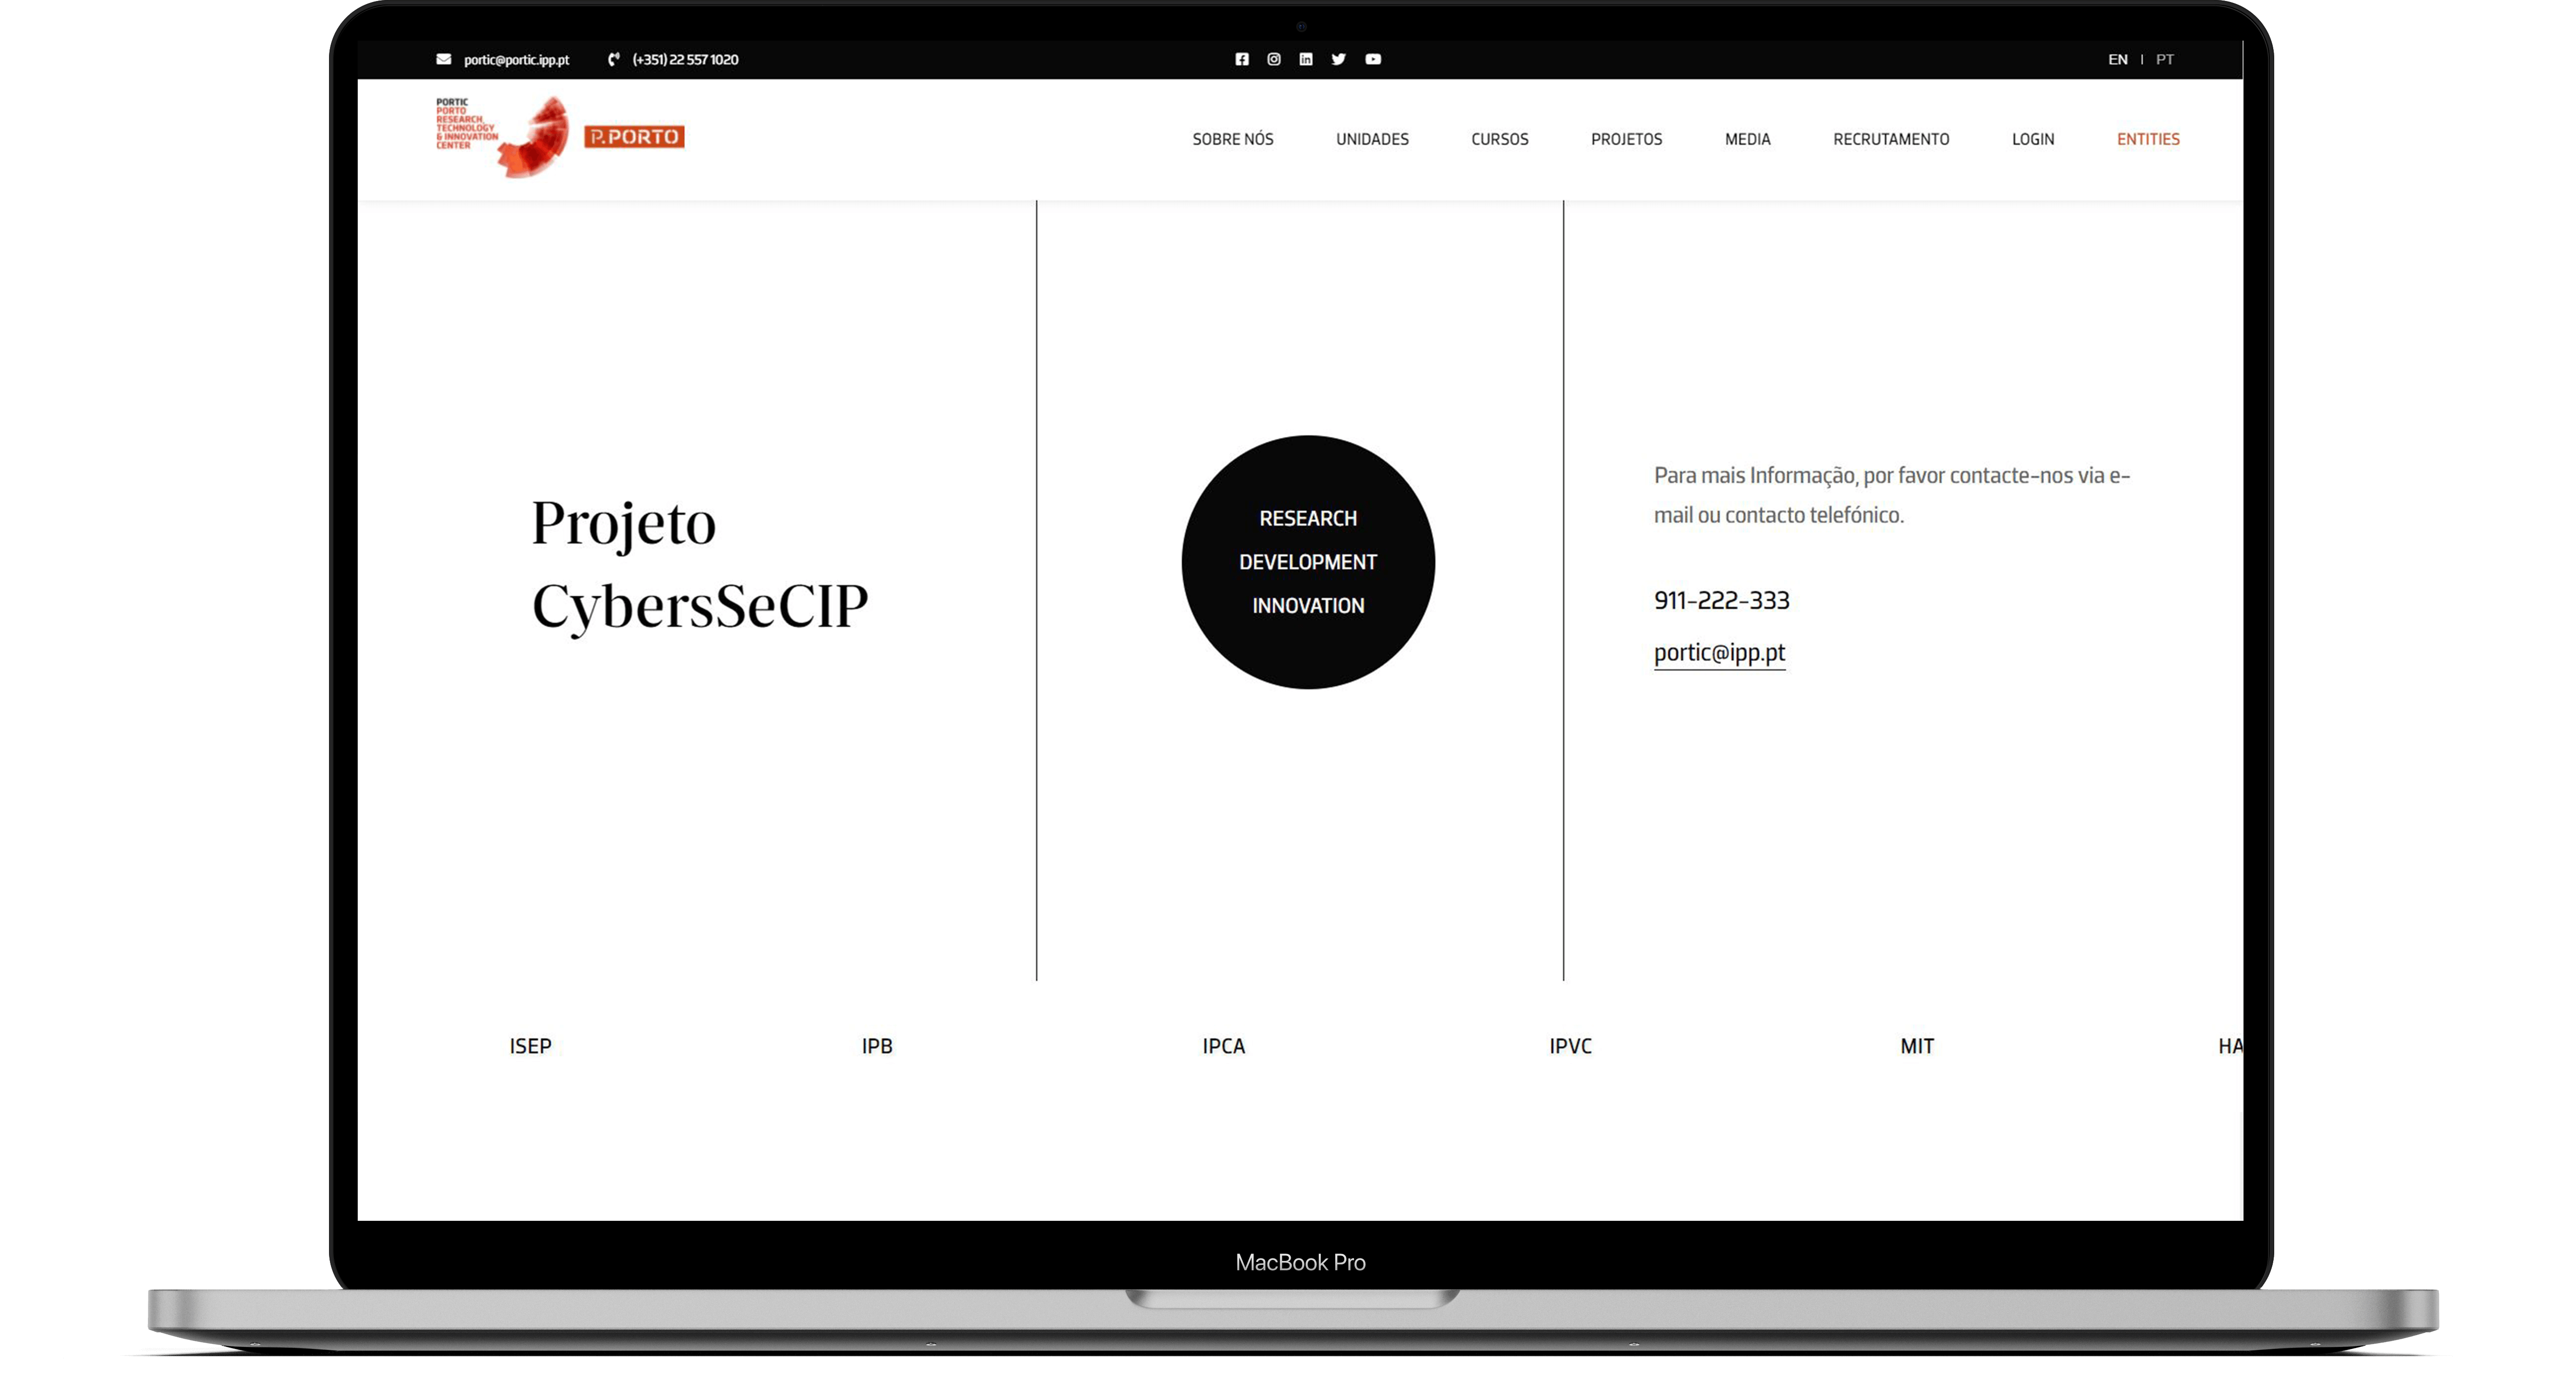 portic@portic.ipp.pt (+351) 22 557 1020
EN | PT
PORTIC
PORTO
RESEARCH,
TECHNOLOGY
& INNOVATION
CENTER
P.PORTO
SOBRE NÓS UNIDADES CURSOS PROJETOS MEDIA RECRUTAMENTO LOGIN ENTITIES
Projeto
CybersSeCIP
RESEARCH
DEVELOPMENT
INNOVATION
Para mais Informação, por favor contacte-nos via e-
mail ou contacto telefónico.
911-222-333
portic@ipp.pt
ISEP IPB IPCA IPVC MIT HA
MacBook Pro